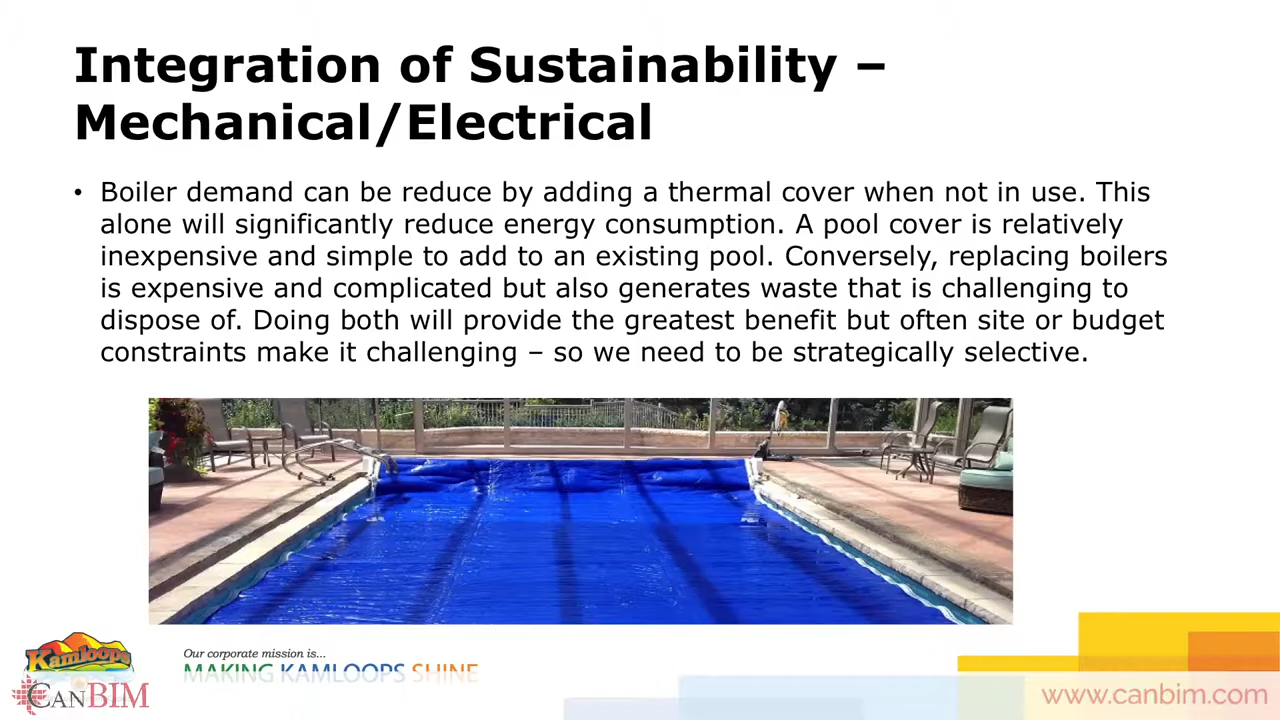 Integration of Sustainability –
Mechanical/Electrical
• Boiler demand can be reduce by adding a thermal cover when not in use. This
alone will significantly reduce energy consumption. A pool cover is relatively
inexpensive and simple to add to an existing pool. Conversely, replacing boilers
is expensive and complicated but also generates waste that is challenging to
dispose of. Doing both will provide the greatest benefit but often site or budget
constraints make it challenging – so we need to be strategically selective.
Kamloops
CANBIM
Our corporate mission is...
MAKING KAMLOOPS SHINE
www.canbim.com